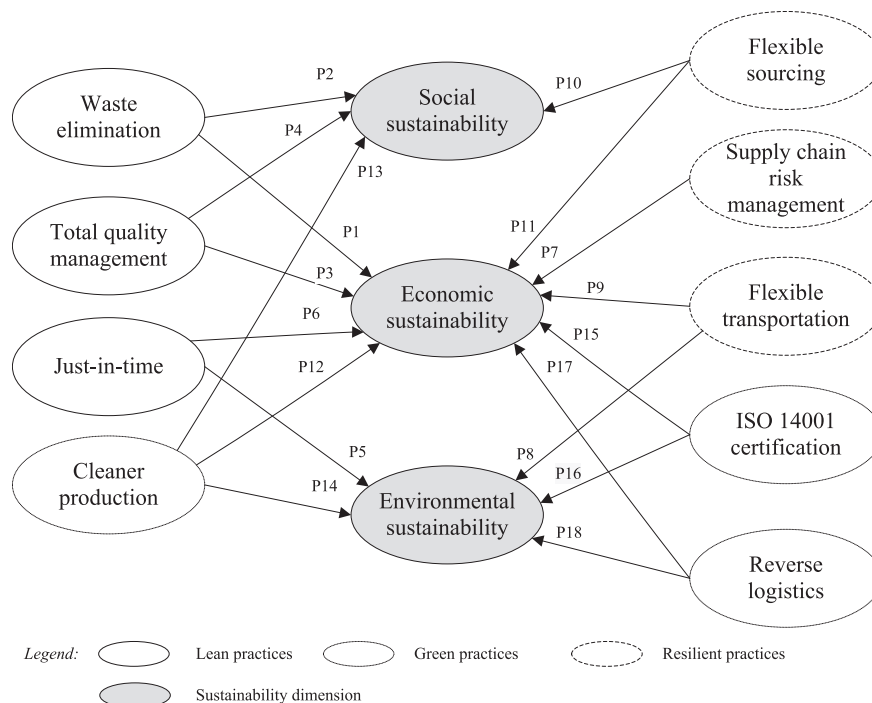 Flexible
sourcing
P10
P2
Social
sustainability
Waste
elimination
P4
P13
Supply chain
risk
management
Total quality
management
P1
P11
P7
P3
Economic
sustainability
P9
Flexible
transportation
P6
P15
Just-in-time
P12
P17
ISO 14001
certification
P5
P8
Cleaner
production
P14
P16
Environmental
sustainability
P18
Reverse
logistics
Legend:
Lean practices
Green practices
Resilient practices
Sustainability dimension